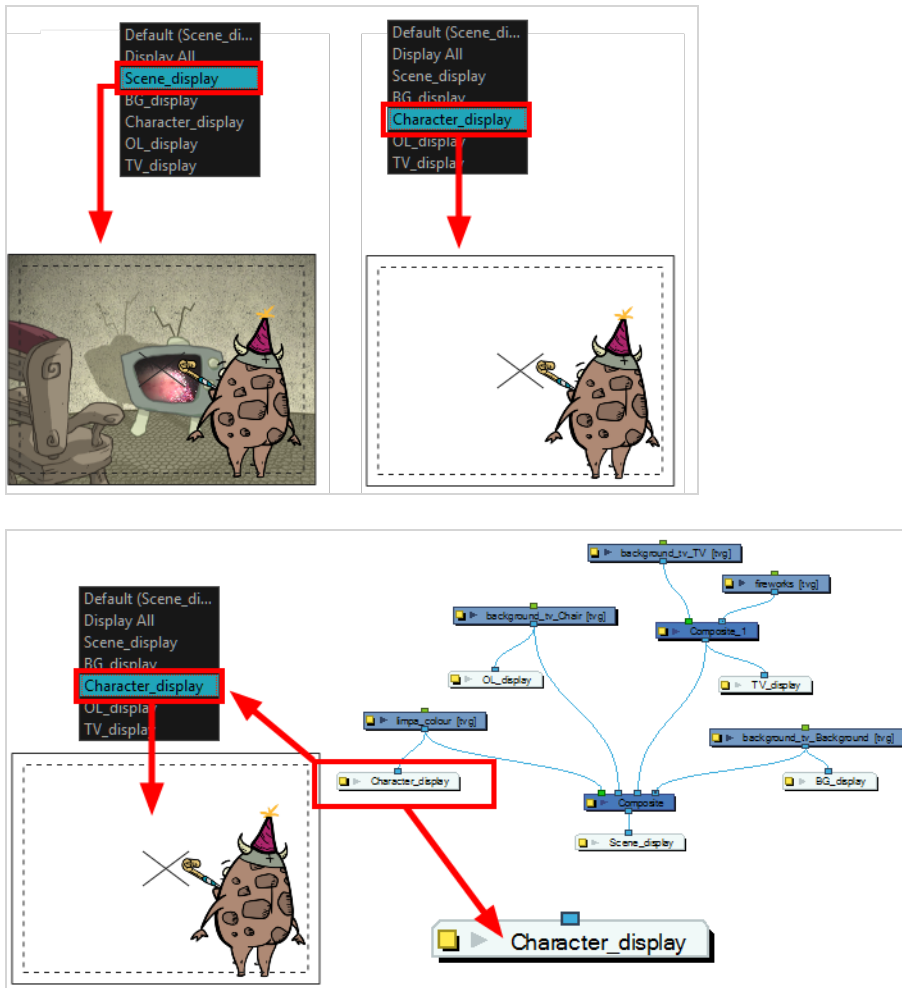 Default (Scene_di...
Display All
Scene_display
BG_display
Character_display
OL_display
TV_display
Default (Scene_di...
Display All
Scene_display
BG_display
Character_display
OL_display
TV_display
Default (Scene_di...
Display All
Scene_display
BG_display
Character_display
OL_display
TV_display
background_tv_TV [tvg]
fireworks [tvg]
background_tv_Chair [tvg]
Composite_1
OL_display
TV_display
limpa_colour [tvg]
background_tv_Background [tvg]
Character_display
BG_display
Composite
Scene_display
Character_display